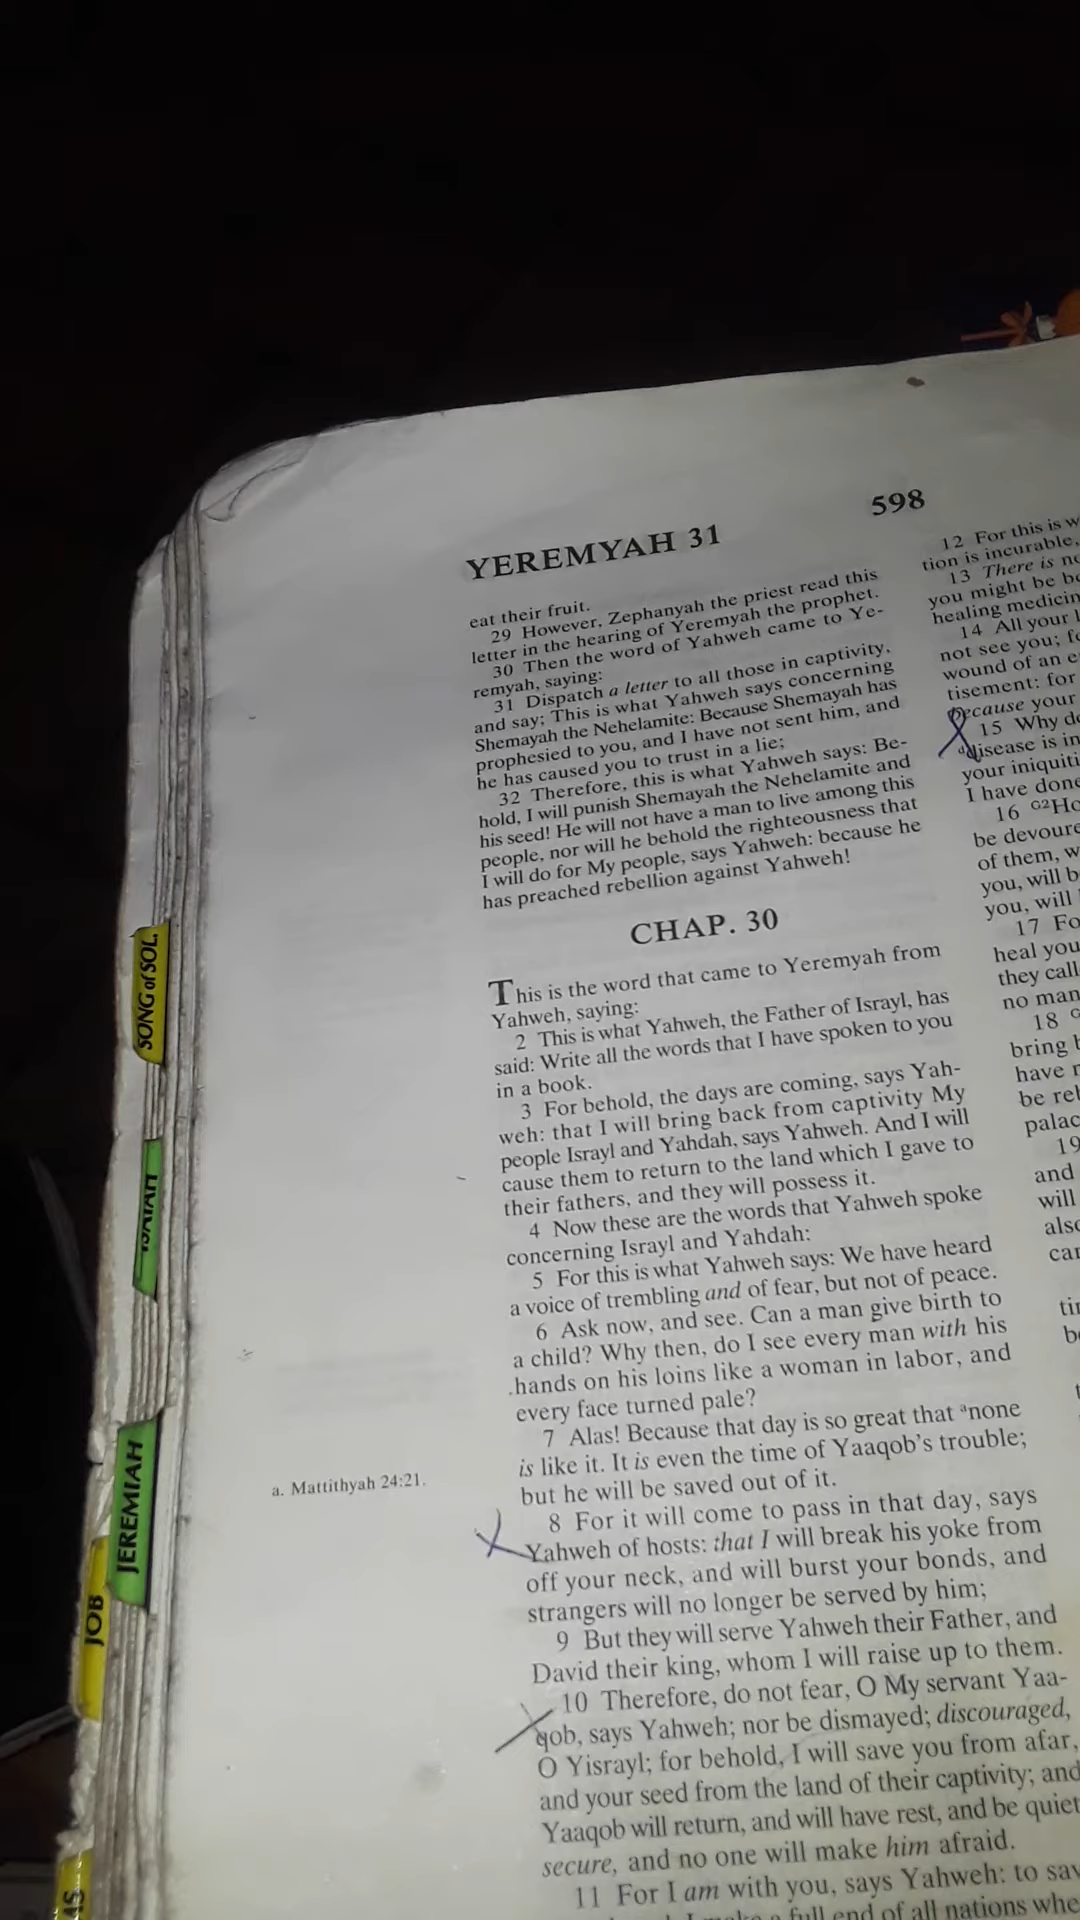 YEREMYAH 31
598
eat their fruit.
29 However, Zephanyah the priest read this
letter in the hearing of Yeremyah the prophet.
30 Then the word of Yahweh came to Ye-
remyah, saying:
31 Dispatch a letter to all those in captivity,
and say; This is what Yahweh says concerning
Shemayah the Nehelamite: Because Shemayah has
prophesied to you, and I have not sent him, and
he has caused you to trust in a lie;
32 Therefore, this is what Yahweh says: Be-
hold, I will punish Shemayah the Nehelamite and
his seed! He will not have a man to live among this
people, nor will he behold the righteousness that
I will do for My people, says Yahweh: because he
has preached rebellion against Yahweh!
CHAP. 30
This is the word that came to Yeremyah from
Yahweh, saying:
2 This is what Yahweh, the Father of Israyl, has
said: Write all the words that I have spoken to you
in a book.
3 For behold, the days are coming, says Yah-
weh: that I will bring back from captivity My
people Israyl and Yahdah, says Yahweh. And I will
cause them to return to the land which I gave to
their fathers, and they will possess it.
4 Now these are the words that Yahweh spoke
concerning Israyl and Yahdah:
5 For this is what Yahweh says: We have heard
a voice of trembling and of fear, but not of peace.
6 Ask now, and see. Can a man give birth to
a child? Why then, do I see every man with his
hands on his loins like a woman in labor, and
every face turned pale?
7 Alas! Because that day is so great that ᵃnone
is like it. It is even the time of Yaaqob's trouble;
but he will be saved out of it.
8 For it will come to pass in that day, says
Yahweh of hosts: that I will break his yoke from
off your neck, and will burst your bonds, and
strangers will no longer be served by him;
9 But they will serve Yahweh their Father, and
David their king, whom I will raise up to them.
10 Therefore, do not fear, O My servant Yaa-
qob, says Yahweh; nor be dismayed; discouraged,
O Yisrayl; for behold, I will save you from afar,
and your seed from the land of their captivity; and
Yaaqob will return, and will have rest, and be quiet
secure, and no one will make him afraid.
11 For I am with you, says Yahweh: to
full end of all nations
a. Mattithyah 24:21.
12 For this is
tion is incurable,
13 There is
you might be
healing
14 All your
not see you;
wound of an
tisement: for
because your
15 Why
disease is
your
I have done
16
be
of them,
you, will
you, will
17
heal you
they call
no man
18
bring
have
be
19
and
will
SONG of SOL.
ISAIAH
JEREMIAH
JOB